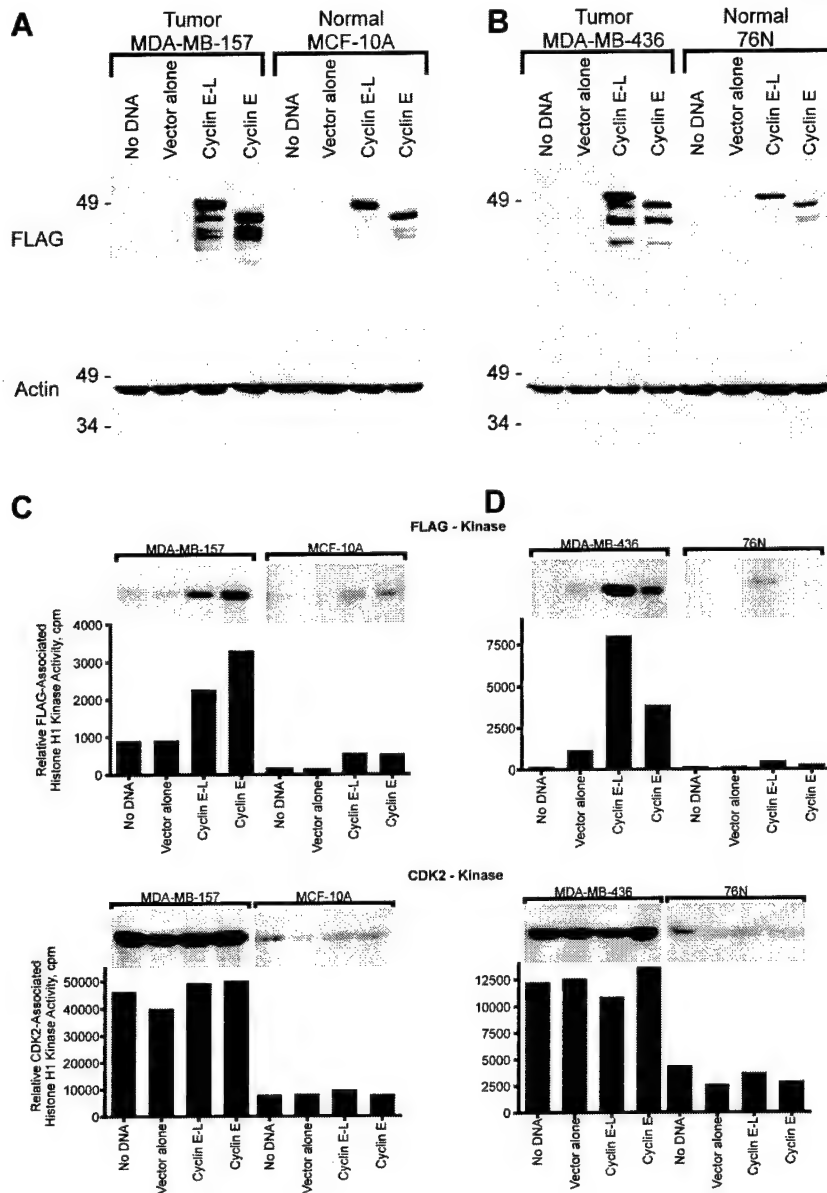 A
Tumor
MDA-MB-157
Normal
MCF-10A
No DNA
Vector alone
Cyclin E-L
Cyclin E
No DNA
Vector alone
Cyclin E-L
Cyclin E
49 -
FLAG
49 -
Actin
34 -
B
Tumor
MDA-MB-436
Normal
76N
No DNA
Vector alone
Cyclin E-L
Cyclin E
No DNA
Vector alone
Cyclin E-L
Cyclin E
49 -
49 -
34 -
C
D
FLAG - Kinase
MDA-MB-157
MCF-10A
Relative FLAG-Associated
Histone H1 Kinase Activity, cpm
4000
3000
2000
1000
0
No DNA
Vector alone
Cyclin E-L
Cyclin E
No DNA
Vector alone
Cyclin E-L
Cyclin E
MDA-MB-436
76N
7500
5000
2500
0
No DNA
Vector alone
Cyclin E-L
Cyclin E
No DNA
Vector alone
Cyclin E-L
Cyclin E
CDK2 - Kinase
MDA-MB-157
MCF-10A
Relative CDK2-Associated
Histone H1 Kinase Activity, cpm
50000
40000
30000
20000
10000
0
No DNA
Vector alone
Cyclin E-L
Cyclin E
No DNA
Vector alone
Cyclin E-L
Cyclin E
MDA-MB-436
76N
12500
10000
7500
5000
2500
0
No DNA
Vector alone
Cyclin E-L
Cyclin E
No DNA
Vector alone
Cyclin E-L
Cyclin E